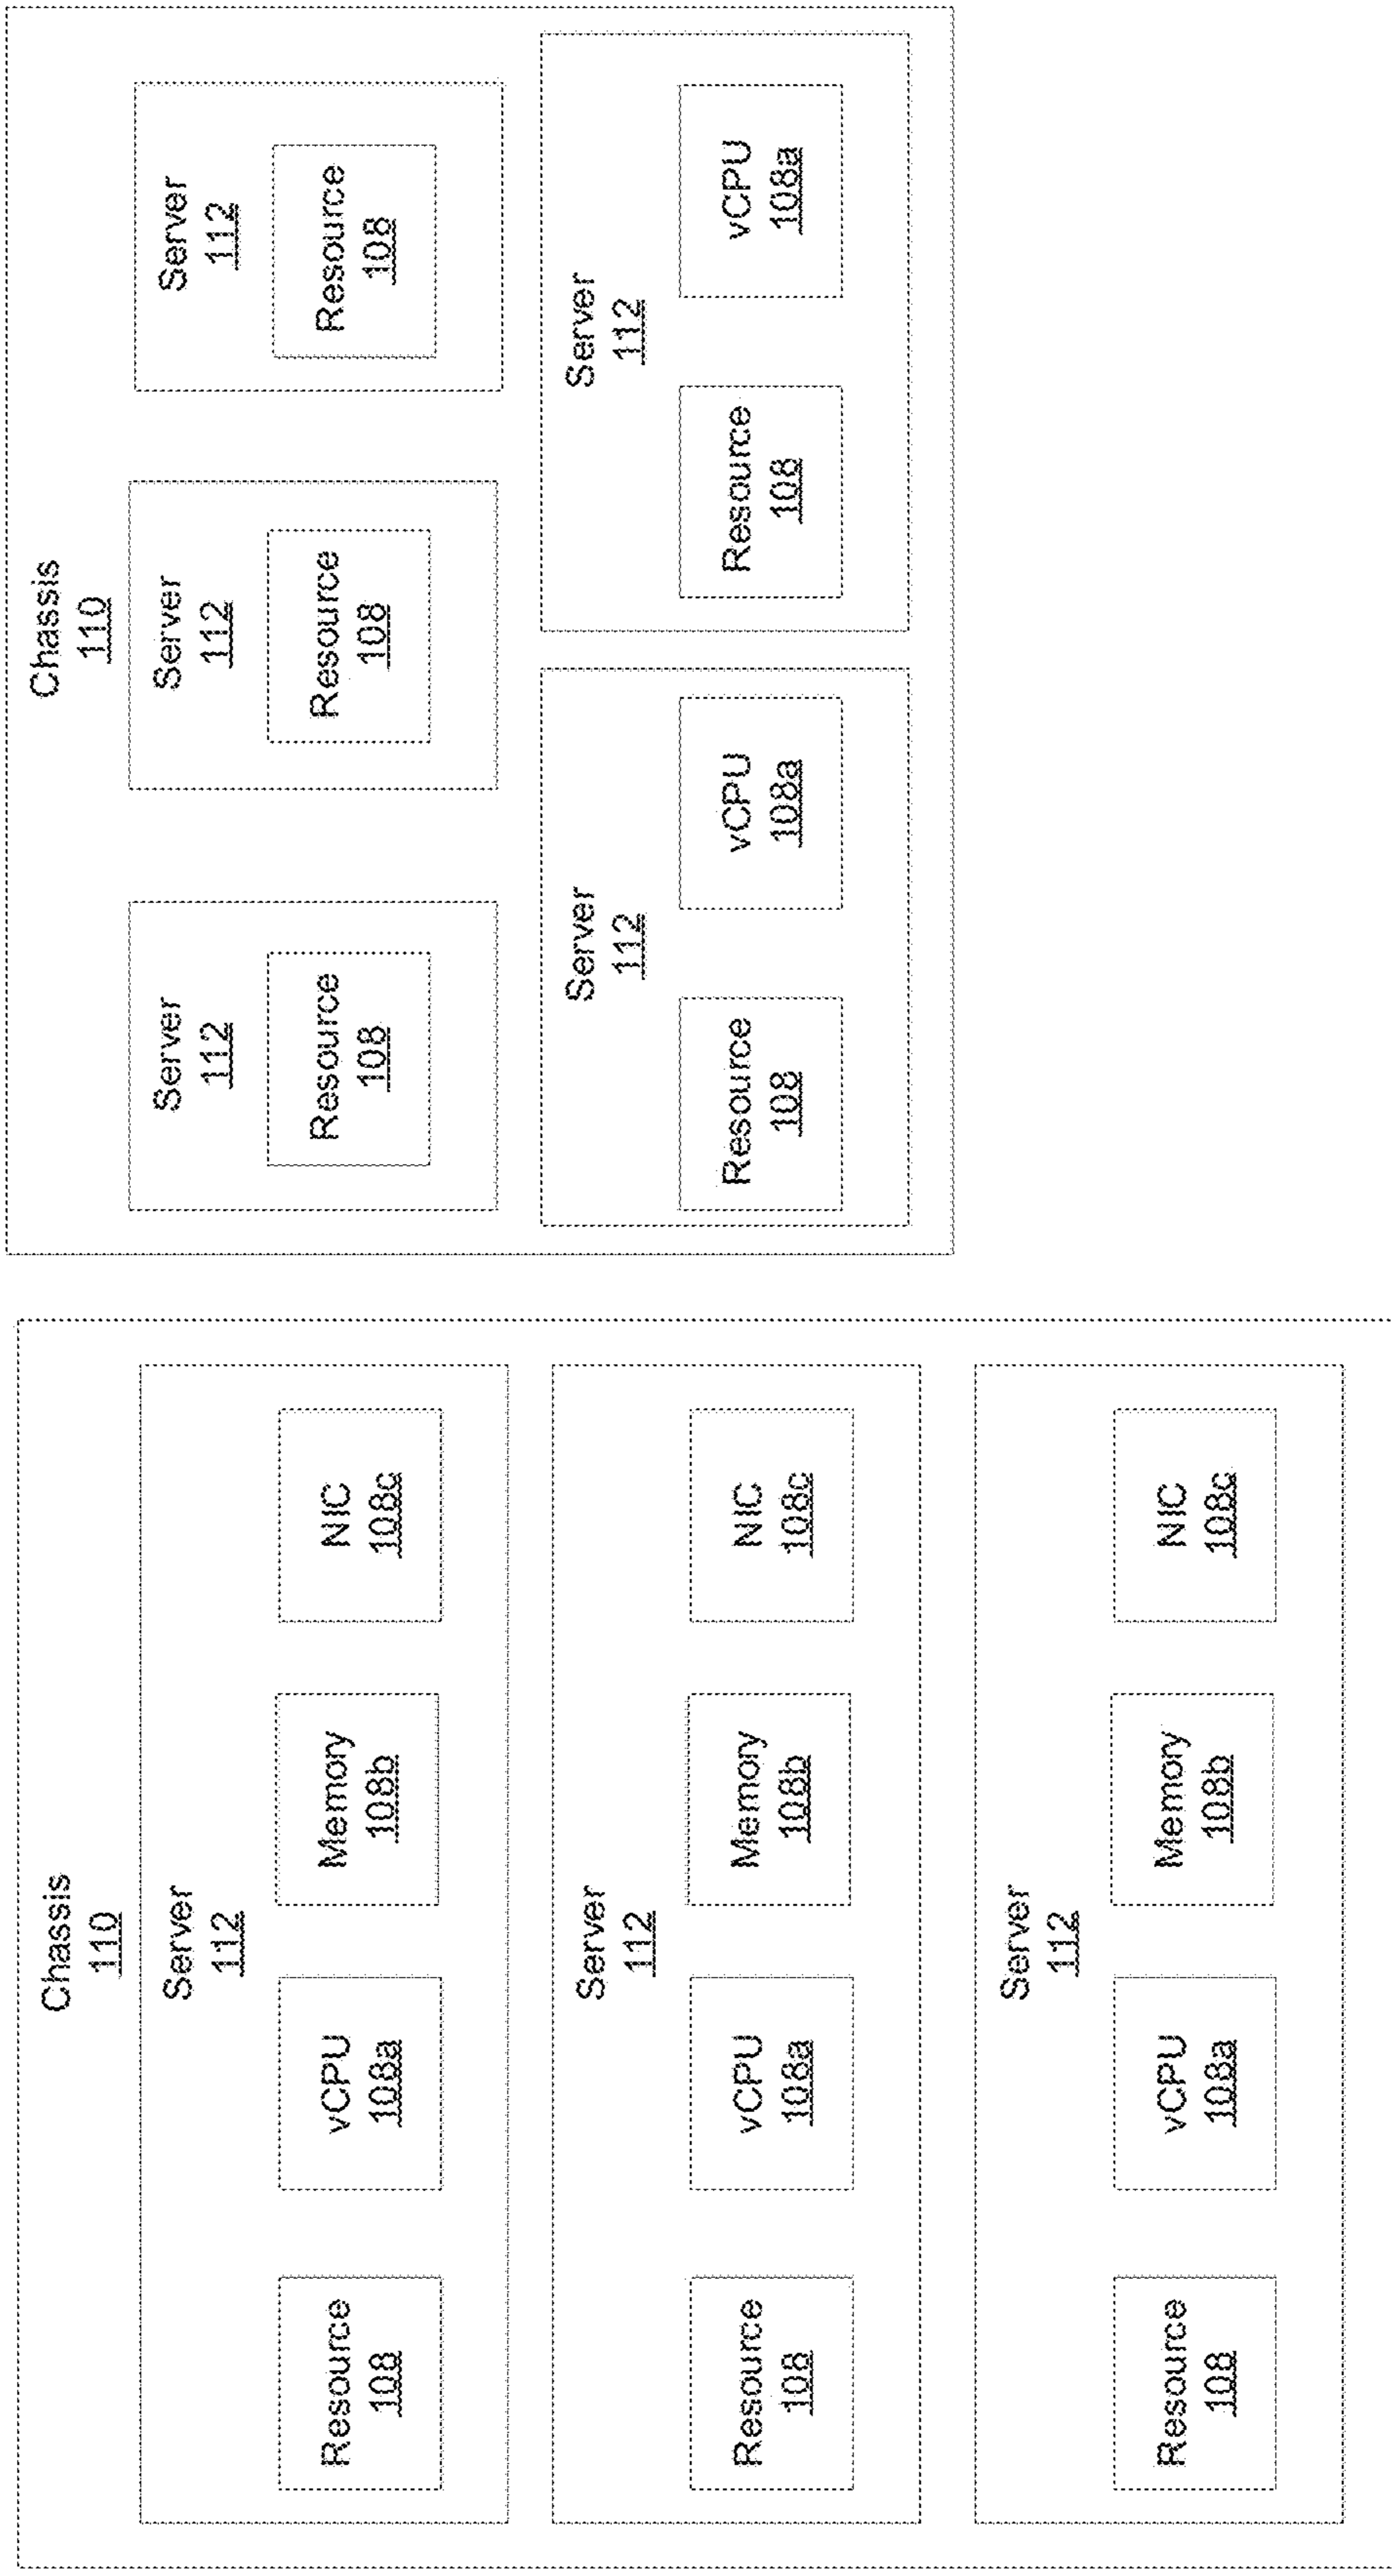 Chassis
110
Server
112
Resource
108
vCPU
108a
Memory
108b
NIC
108c
Server
112
Resource
108
vCPU
108a
Memory
108b
NIC
108c
Server
112
Resource
108
vCPU
108a
Memory
108b
NIC
108c
Chassis
110
Server
112
Resource
108
Server
112
Resource
108
Server
112
Resource
108
Server
112
Resource
108
vCPU
108a
Server
112
Resource
108
vCPU
108a